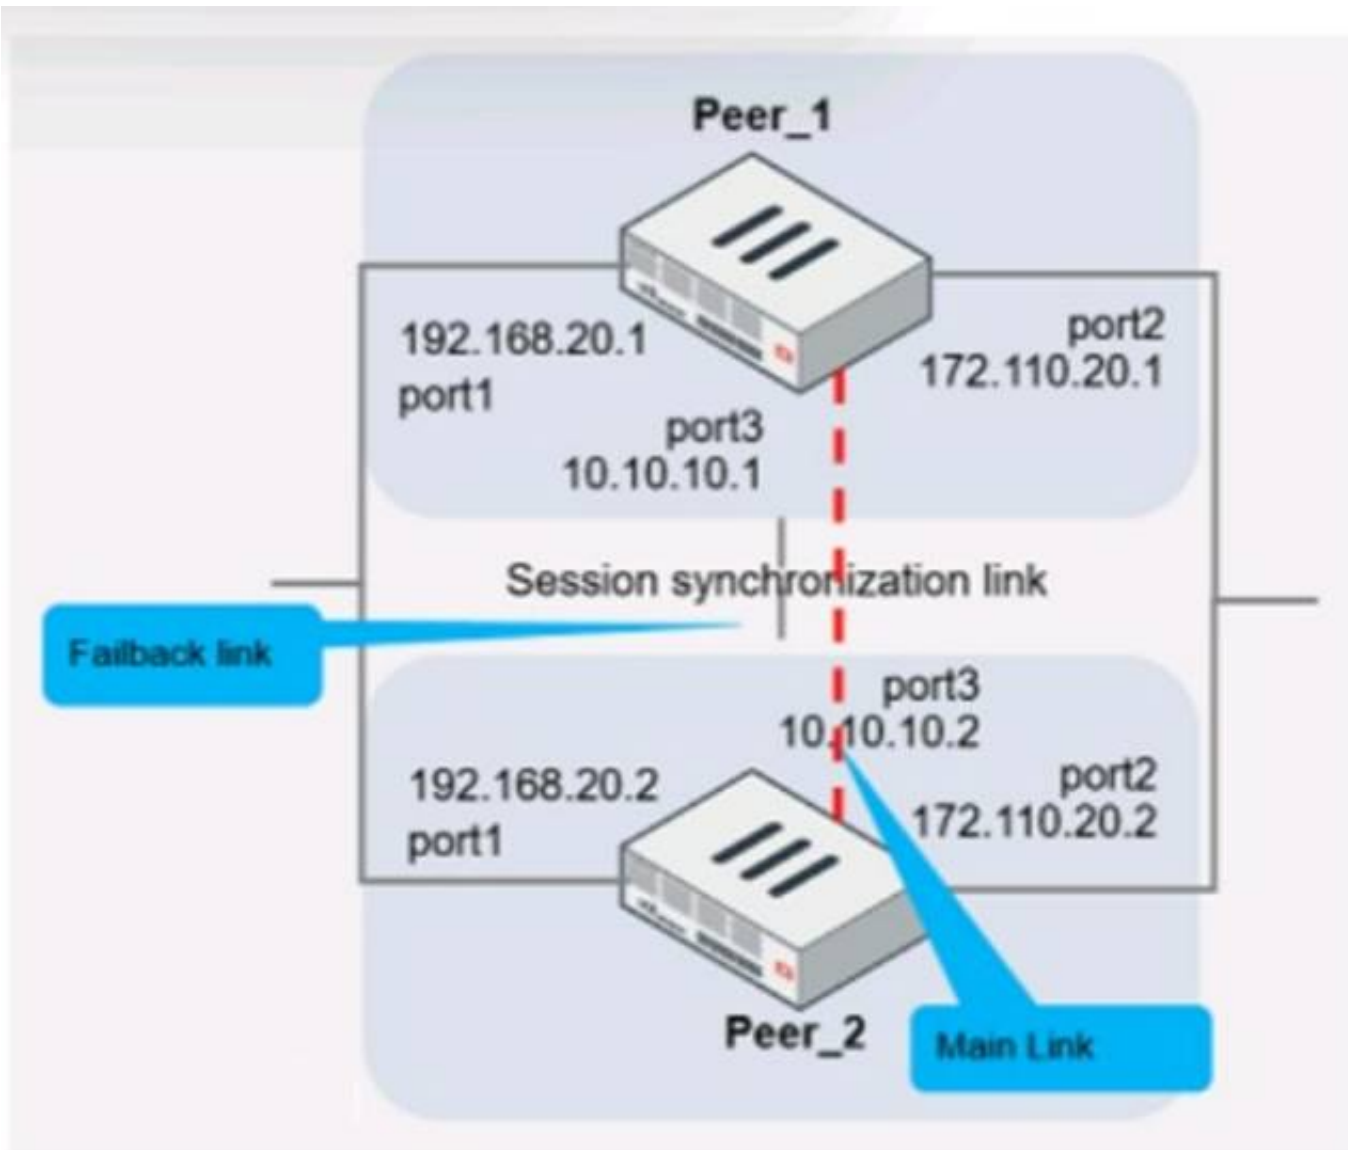 Peer_1
192.168.20.1
port1
port2
172.110.20.1
port3
10.10.10.1
Session synchronization link
Failback link
port3
10.10.10.2
192.168.20.2
port1
port2
172.110.20.2
Peer_2
Main Link